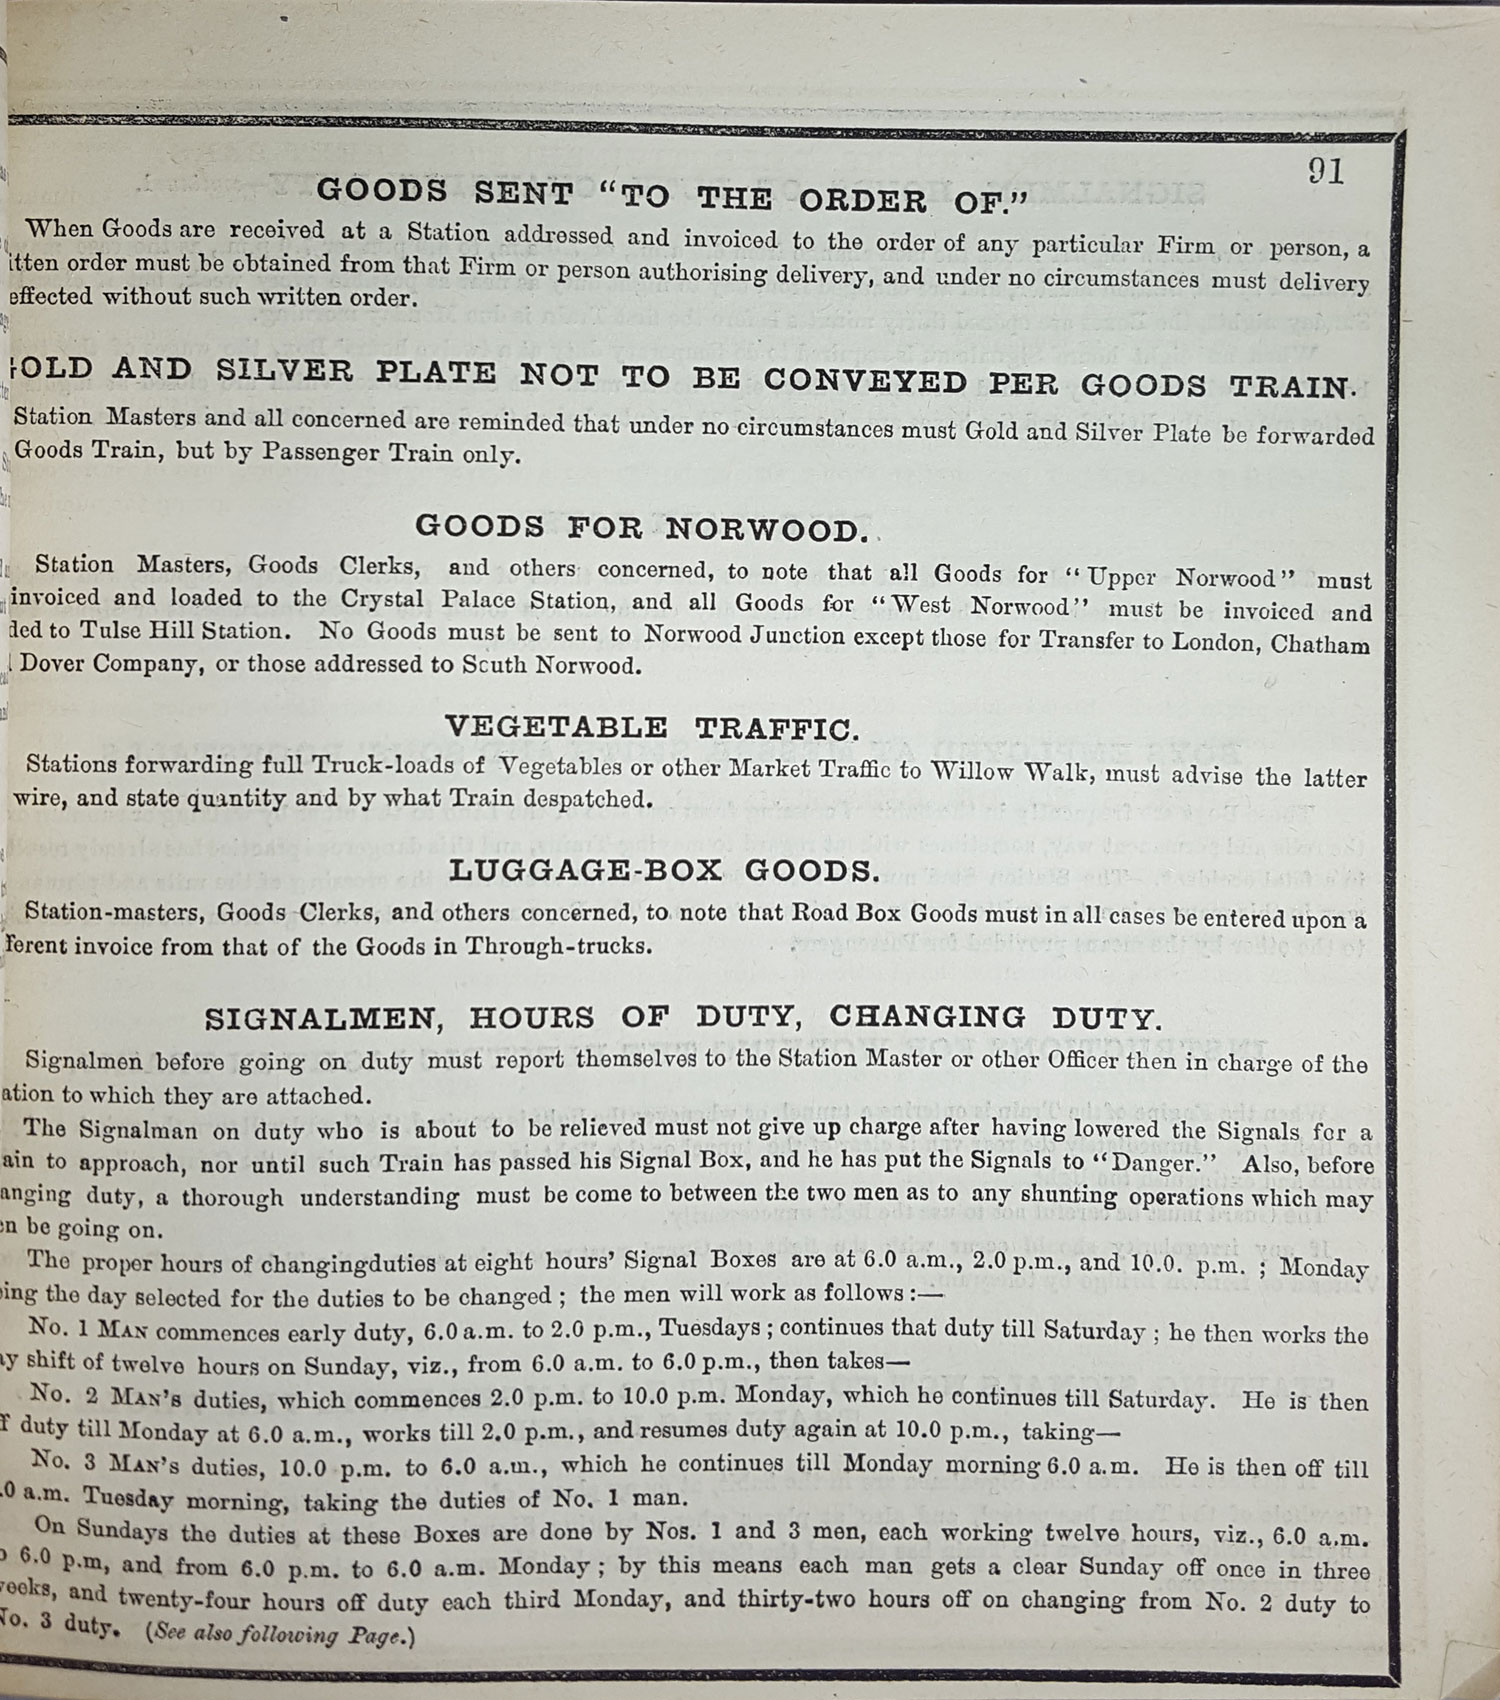 91
GOODS SENT “TO THE ORDER OF.”
When Goods are received at a Station addressed and invoiced to the order of any particular Firm or person, a
itten order must be obtained from that Firm or person authorising delivery, and under no circumstances must delivery
effected without such written order.
GOLD AND SILVER PLATE NOT TO BE CONVEYED PER GOODS TRAIN.
Station Masters and all concerned are reminded that under no circumstances must Gold and Silver Plate be forwarded
Goods Train, but by Passenger Train only.
GOODS FOR NORWOOD.
Station Masters, Goods Clerks, and others concerned, to note that all Goods for “Upper Norwood” must
invoiced and loaded to the Crystal Palace Station, and all Goods for “West Norwood” must be invoiced and
ded to Tulse Hill Station. No Goods must be sent to Norwood Junction except those for Transfer to London, Chatham
Dover Company, or those addressed to South Norwood.
VEGETABLE TRAFFIC.
Stations forwarding full Truck-loads of Vegetables or other Market Traffic to Willow Walk, must advise the latter
wire, and state quantity and by what Train despatched.
LUGGAGE-BOX GOODS.
Station-masters, Goods Clerks, and others concerned, to note that Road Box Goods must in all cases be entered upon a
ferent invoice from that of the Goods in Through-trucks.
SIGNALMEN, HOURS OF DUTY, CHANGING DUTY.
Signalmen before going on duty must report themselves to the Station Master or other Officer then in charge of the
ation to which they are attached.
The Signalman on duty who is about to be relieved must not give up charge after having lowered the Signals for a
ain to approach, nor until such Train has passed his Signal Box, and he has put the Signals to “Danger.” Also, before
anging duty, a thorough understanding must be come to between the two men as to any shunting operations which may
en be going on.
The proper hours of changingduties at eight hours’ Signal Boxes are at 6.0 a.m., 2.0 p.m., and 10.0. p.m. ; Monday
ing the day selected for the duties to be changed ; the men will work as follows :—
No. 1 MAN commences early duty, 6.0 a.m. to 2.0 p.m., Tuesdays ; continues that duty till Saturday ; he then works the
ay shift of twelve hours on Sunday, viz., from 6.0 a.m. to 6.0 p.m., then takes—
No. 2 MAN’S duties, which commences 2.0 p.m. to 10.0 p.m. Monday, which he continues till Saturday. He is then
f duty till Monday at 6.0 a.m., works till 2.0 p.m., and resumes duty again at 10.0 p.m., taking—
No. 3 MAN’S duties, 10.0 p.m. to 6.0 a.m., which he continues till Monday morning 6.0 a.m. He is then off till
.0 a.m. Tuesday morning, taking the duties of No. 1 man.
On Sundays the duties at these Boxes are done by Nos. 1 and 3 men, each working twelve hours, viz., 6.0 a.m.
o 6.0 p.m, and from 6.0 p.m. to 6.0 a.m. Monday ; by this means each man gets a clear Sunday off once in three
weeks, and twenty-four hours off duty each third Monday, and thirty-two hours off on changing from No. 2 duty to
No. 3 duty. (See also following Page.)